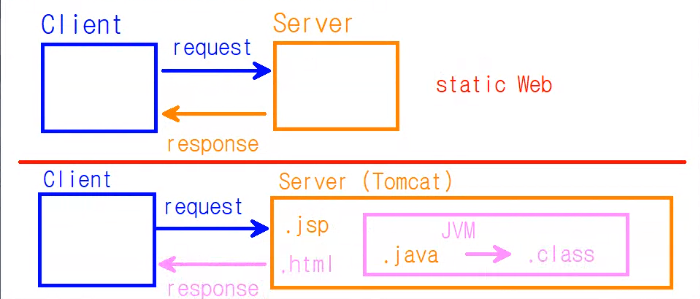 Client
Server
request
static Web
response
Client
Server (Tomcat)
request
.jsp
JVM
.java
.class
.html
response